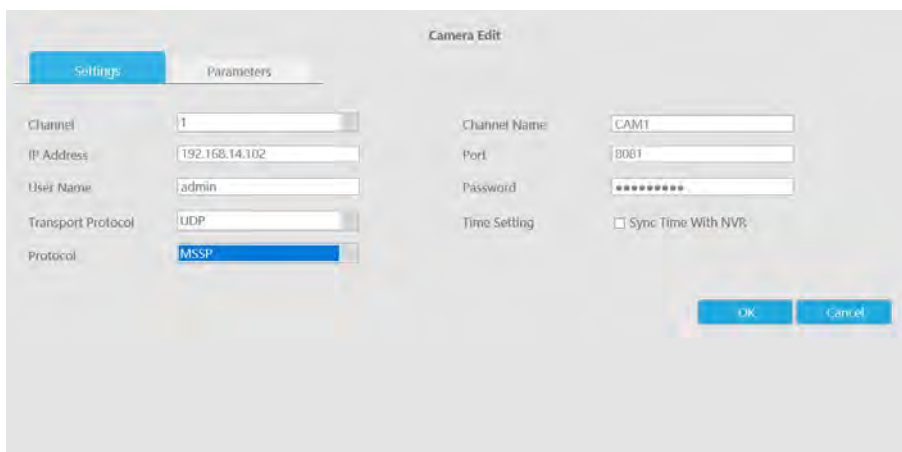 Camera Edit
Settings Parameters
Channel 1 Channel Name CAM1
IP Address 192.168.14.102 Port 8081
User Name admin Password •••••••••
Transport Protocol UDP Time Setting Sync Time With NVR
Protocol MSSP
OK Cancel